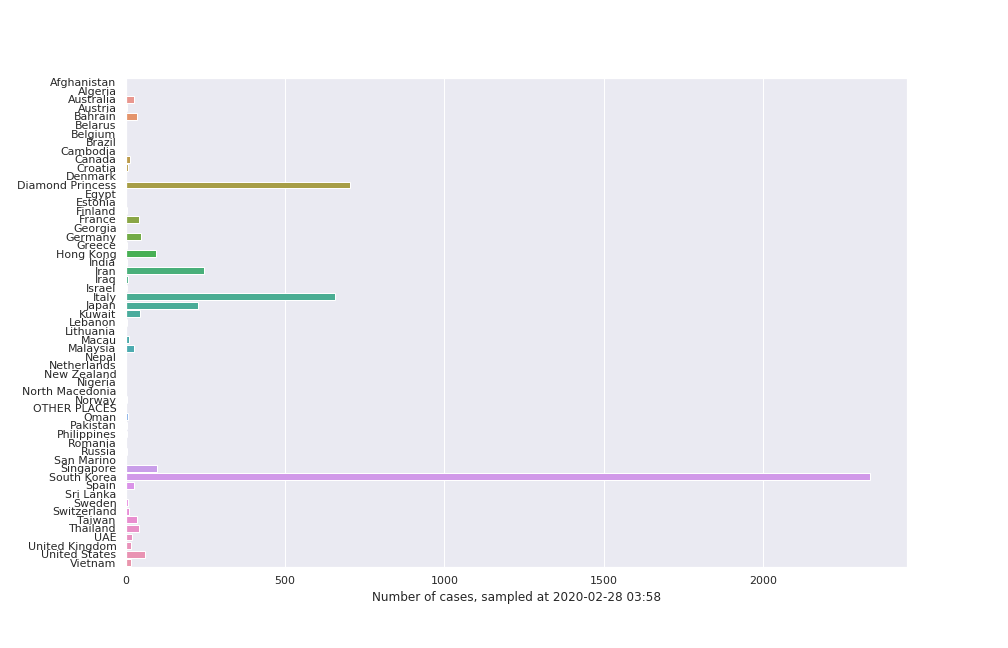 Afghanistan
Algeria
Australia
Austria
Bahrain
Belarus
Belgium
Brazil
Cambodia
Canada
Croatia
Denmark
Diamond Princess
Egypt
Estonia
Finland
France
Georgia
Germany
Greece
Hong Kong
India
Iran
Iraq
Israel
Italy
Japan
Kuwait
Lebanon
Lithuania
Macau
Malaysia
Nepal
Netherlands
New Zealand
Nigeria
North Macedonia
Norway
OTHER PLACES
Oman
Pakistan
Philippines
Romania
Russia
San Marino
Singapore
South Korea
Spain
Sri Lanka
Sweden
Switzerland
Taiwan
Thailand
UAE
United Kingdom
United States
Vietnam
0 500 1000 1500 2000
Number of cases, sampled at 2020-02-28 03:58